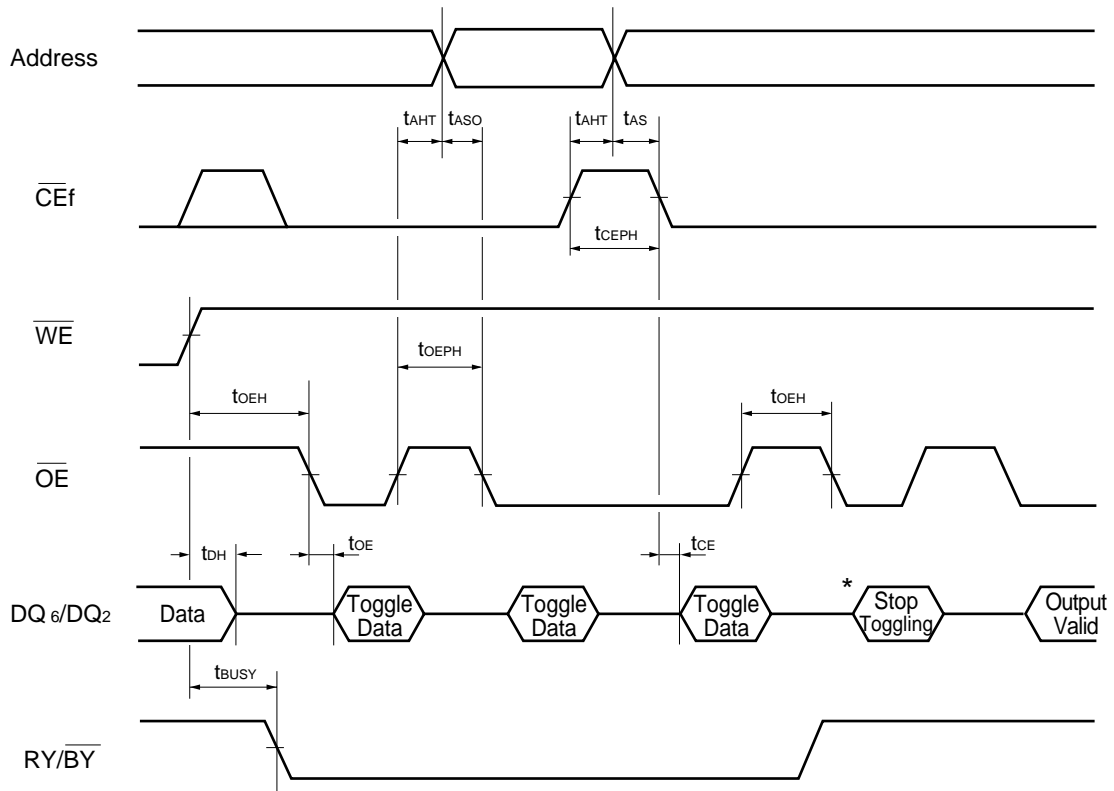 Address
tAHT tASO tAHT tAS
CEf
tCEPH
WE
tOEPH
tOEH tOEH
OE
tDH tOE tCE
DQ 6/DQ2 Data Toggle Data Toggle Data Toggle Data * Stop Toggling Output Valid
tBUSY
RY/BY